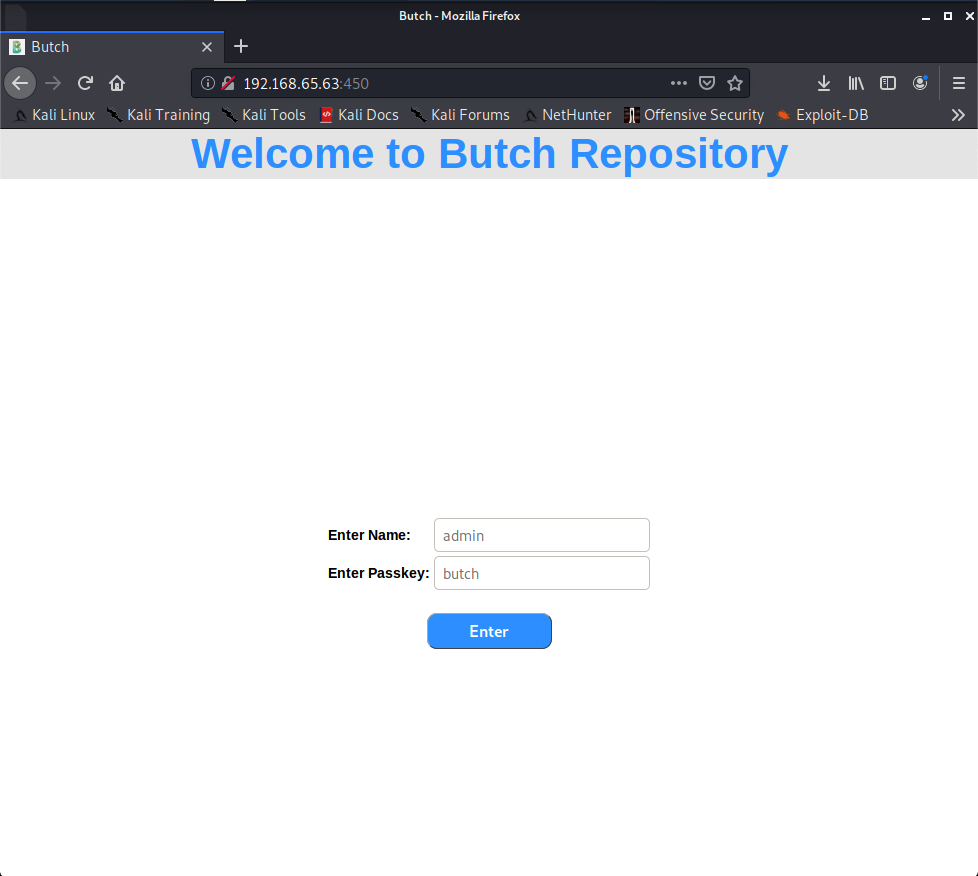 Butch - Mozilla Firefox
Butch
192.168.65.63:450
Kali Linux Kali Training Kali Tools Kali Docs Kali Forums NetHunter Offensive Security Exploit-DB
Welcome to Butch Repository
Enter Name: admin
Enter Passkey: butch
Enter